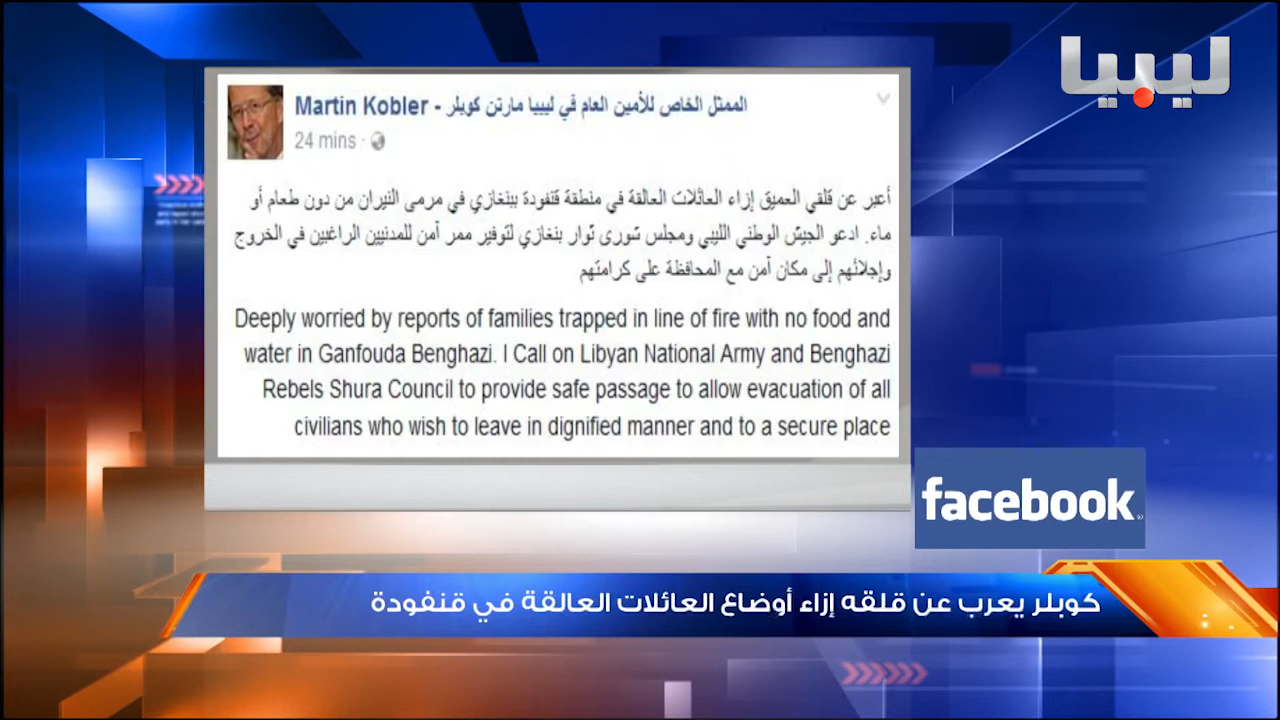 ليبيا
Martin Kobler - الممثل الخاص للأمين العام في ليبيا مارتن كوبلر
24 mins ·
أعبر عن قلقي العميق إزاء العائلات العالقة في منطقة قنفودة ببنغازي في مرمى النيران من دون طعام أو
ماء. ادعو الجيش الوطني الليبي ومجلس شورى ثوار بنغازي لتوفير ممر آمن للمدنيين الراغبين في الخروج
وإجلائهم إلى مكان آمن مع المحافظة على كرامتهم
Deeply worried by reports of families trapped in line of fire with no food and
water in Ganfouda Benghazi. I Call on Libyan National Army and Benghazi
Rebels Shura Council to provide safe passage to allow evacuation of all
civilians who wish to leave in dignified manner and to a secure place
facebook
كوبلر يعرب عن قلقه إزاء أوضاع العائلات العالقة في قنفودة